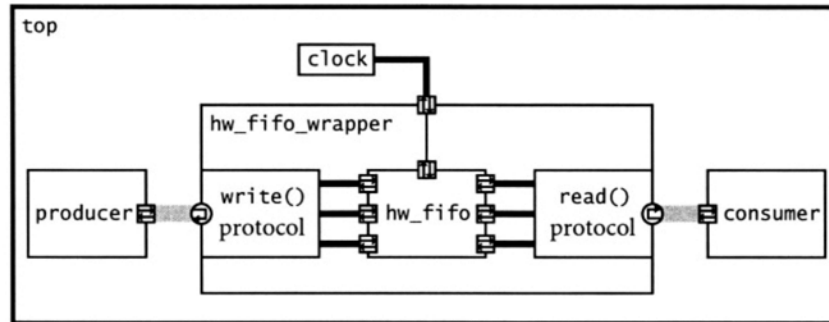 top
clock
hw_fifo_wrapper
producer
write()
protocol
hw_fifo
read()
protocol
consumer